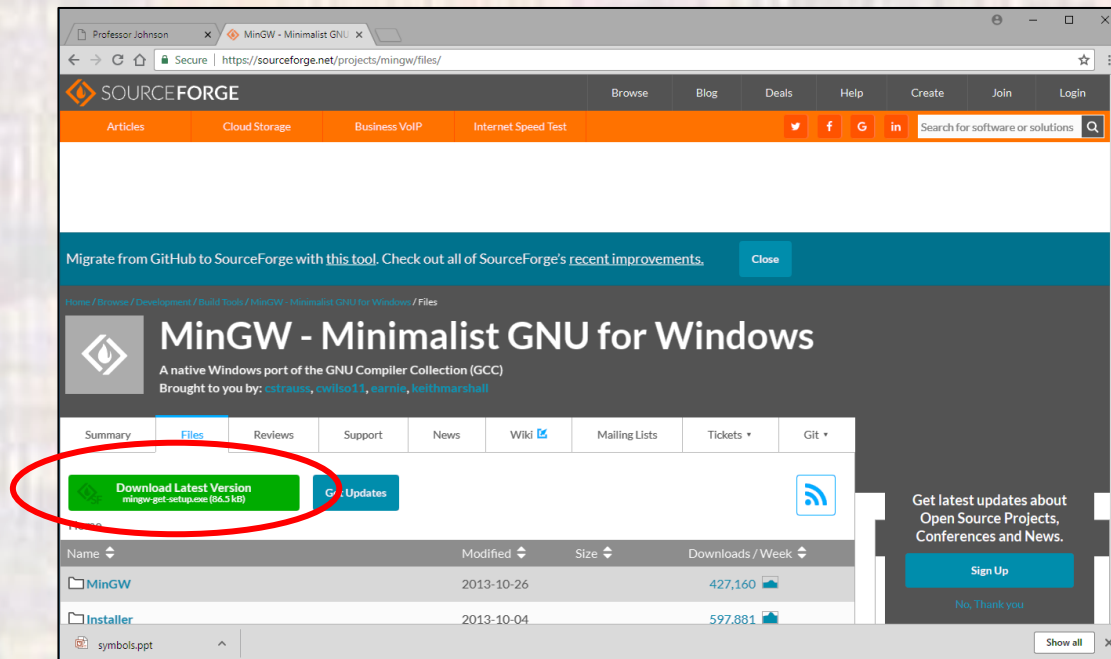 Professor Johnson
MinGW - Minimalist GNU
Secure
https://sourceforge.net/projects/mingw/files/
SOURCEFORGE
Browse Blog Deals Help Create Join Login
Articles Cloud Storage Business VoIP Internet Speed Test
Search for software or solutions
Migrate from GitHub to SourceForge with this tool. Check out all of SourceForge's recent improvements.
Close
Home / Browse / Development / Build Tools / MinGW - Minimalist GNU for Windows / Files
MinGW - Minimalist GNU for Windows
A native Windows port of the GNU Compiler Collection (GCC)
Brought to you by: cstrauss, cwilso11, earnie, keithmarshall
Summary Files Reviews Support News Wiki Mailing Lists Tickets Git
Download Latest Version
mingw-get-setup.exe (86.5 kB)
Get Updates
Home
Name Modified Size Downloads / Week
MinGW 2013-10-26 427,160
Installer 2013-10-04 597,881
Get latest updates about
Open Source Projects,
Conferences and News.
Sign Up
No, Thank you
symbols.ppt
Show all